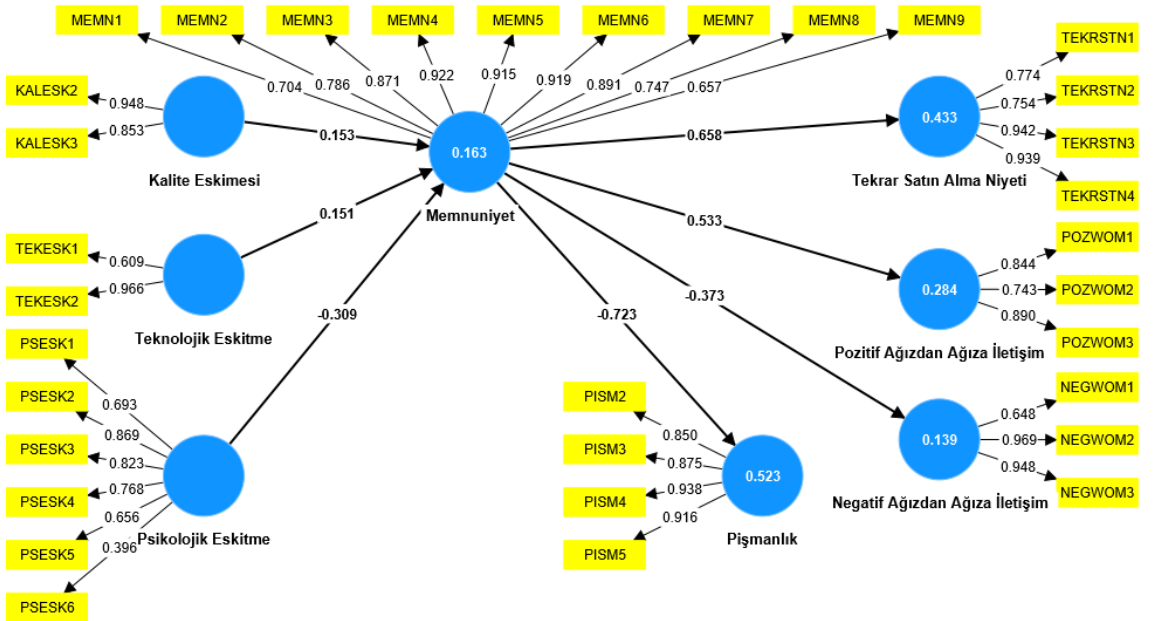 MEMN1
MEMN2
MEMN3
MEMN4
MEMN5
MEMN6
MEMN7
MEMN8
MEMN9
0.704
0.786
0.871
0.922
0.915
0.919
0.891
0.747
0.657
KALESK2
KALESK3
0.948
0.853
Kalite Eskimesi
0.153
TEKESK1
TEKESK2
0.609
0.966
Teknolojik Eskitme
0.151
PSESK1
PSESK2
PSESK3
PSESK4
PSESK5
PSESK6
0.693
0.869
0.823
0.768
0.656
0.396
Psikolojik Eskitme
-0.309
0.163
Memnuniyet
0.658
0.533
-0.373
-0.723
0.433
Tekrar Satın Alma Niyeti
0.774
0.754
0.942
0.939
TEKRSTN1
TEKRSTN2
TEKRSTN3
TEKRSTN4
0.284
Pozitif Ağızdan Ağıza İletişim
0.844
0.743
0.890
POZWOM1
POZWOM2
POZWOM3
0.139
Negatif Ağızdan Ağıza İletişim
0.648
0.969
0.948
NEGWOM1
NEGWOM2
NEGWOM3
PISM2
PISM3
PISM4
PISM5
0.850
0.875
0.938
0.916
0.523
Pişmanlık